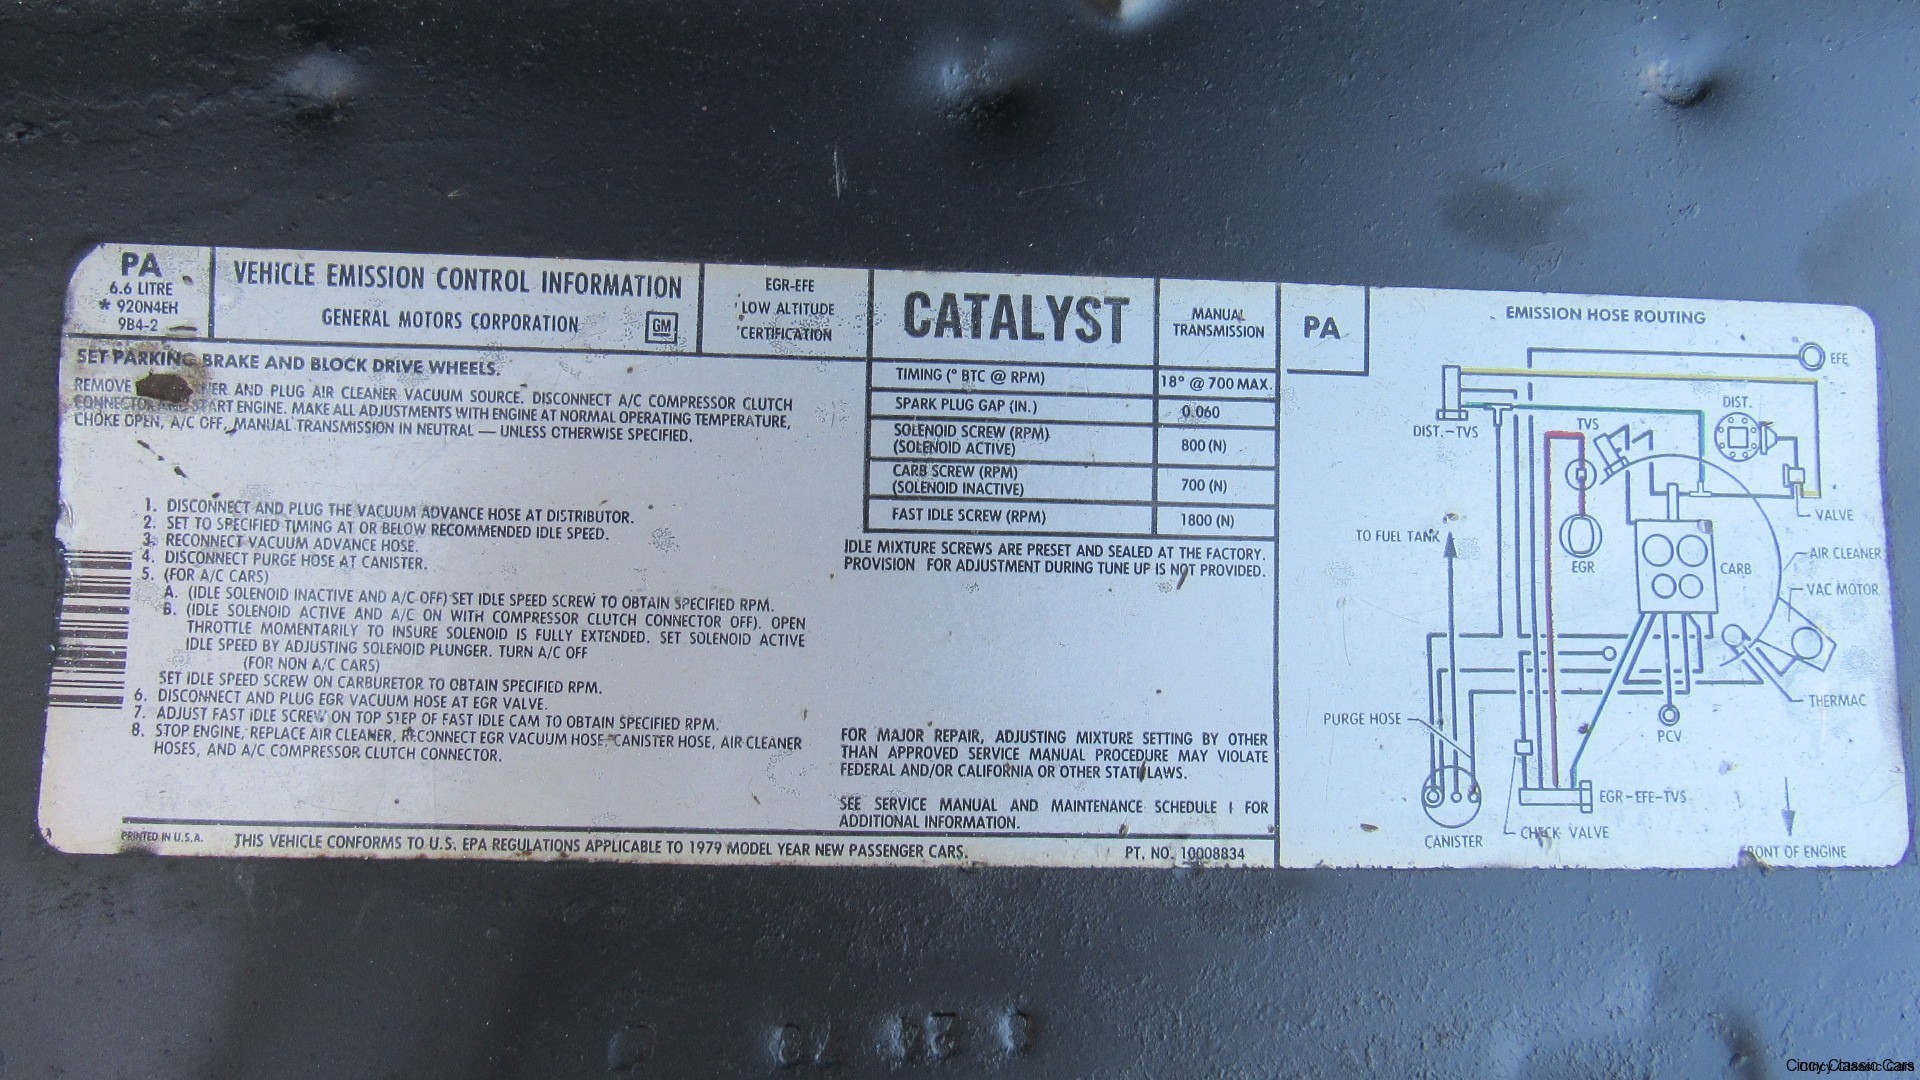 PA
6.6 LITRE
* 920N4EH
9B4-2
VEHICLE EMISSION CONTROL INFORMATION
GENERAL MOTORS CORPORATION
GM
EGR-EFE
LOW ALTITUDE
CERTIFICATION
CATALYST
MANUAL
TRANSMISSION
SET PARKING BRAKE AND BLOCK DRIVE WHEELS.
REMOVE AND PLUG AIR CLEANER VACUUM SOURCE. DISCONNECT A/C COMPRESSOR CLUTCH
CONNECTOR AND START ENGINE. MAKE ALL ADJUSTMENTS WITH ENGINE AT NORMAL OPERATING TEMPERATURE,
CHOKE OPEN, A/C OFF, MANUAL TRANSMISSION IN NEUTRAL — UNLESS OTHERWISE SPECIFIED.
1. DISCONNECT AND PLUG THE VACUUM ADVANCE HOSE AT DISTRIBUTOR.
2. SET TO SPECIFIED TIMING AT OR BELOW RECOMMENDED IDLE SPEED.
3. RECONNECT VACUUM ADVANCE HOSE.
4. DISCONNECT PURGE HOSE AT CANISTER.
5. (FOR A/C CARS)
A. (IDLE SOLENOID INACTIVE AND A/C OFF) SET IDLE SPEED SCREW TO OBTAIN SPECIFIED RPM.
B. (IDLE SOLENOID ACTIVE AND A/C ON WITH COMPRESSOR CLUTCH CONNECTOR OFF). OPEN
THROTTLE MOMENTARILY TO INSURE SOLENOID IS FULLY EXTENDED. SET SOLENOID ACTIVE
IDLE SPEED BY ADJUSTING SOLENOID PLUNGER. TURN A/C OFF
(FOR NON A/C CARS)
SET IDLE SPEED SCREW ON CARBURETOR TO OBTAIN SPECIFIED RPM.
6. DISCONNECT AND PLUG EGR VACUUM HOSE AT EGR VALVE.
7. ADJUST FAST IDLE SCREW ON TOP STEP OF FAST IDLE CAM TO OBTAIN SPECIFIED RPM.
8. STOP ENGINE, REPLACE AIR CLEANER, RECONNECT EGR VACUUM HOSE, CANISTER HOSE, AIR CLEANER
HOSES, AND A/C COMPRESSOR CLUTCH CONNECTOR.
TIMING (° BTC @ RPM) 18° @ 700 MAX.
SPARK PLUG GAP (IN.) 0.060
SOLENOID SCREW (RPM)
(SOLENOID ACTIVE) 800 (N)
CARB SCREW (RPM)
(SOLENOID INACTIVE) 700 (N)
FAST IDLE SCREW (RPM) 1800 (N)
IDLE MIXTURE SCREWS ARE PRESET AND SEALED AT THE FACTORY.
PROVISION FOR ADJUSTMENT DURING TUNE UP IS NOT PROVIDED.
FOR MAJOR REPAIR, ADJUSTING MIXTURE SETTING BY OTHER
THAN APPROVED SERVICE MANUAL PROCEDURE MAY VIOLATE
FEDERAL AND/OR CALIFORNIA OR OTHER STATE LAWS.
SEE SERVICE MANUAL AND MAINTENANCE SCHEDULE I FOR
ADDITIONAL INFORMATION.
PRINTED IN U.S.A.
THIS VEHICLE CONFORMS TO U.S. EPA REGULATIONS APPLICABLE TO 1979 MODEL YEAR NEW PASSENGER CARS.
PT. NO. 10008834
PA
EMISSION HOSE ROUTING
EFE
DIST.
DIST.-TVS
TVS
VALVE
TO FUEL TANK
AIR CLEANER
EGR
CARB
VAC MOTOR
THERMAC
PURGE HOSE
PCV
EGR-EFE-TVS
CHECK VALVE
CANISTER
FRONT OF ENGINE
Cincy Classic Cars